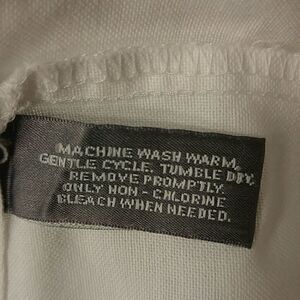 MACHINE WASH WARM,
GENTLE CYCLE. TUMBLE DRY.
REMOVE PROMPTLY.
ONLY NON - CHLORINE
BLEACH WHEN NEEDED.